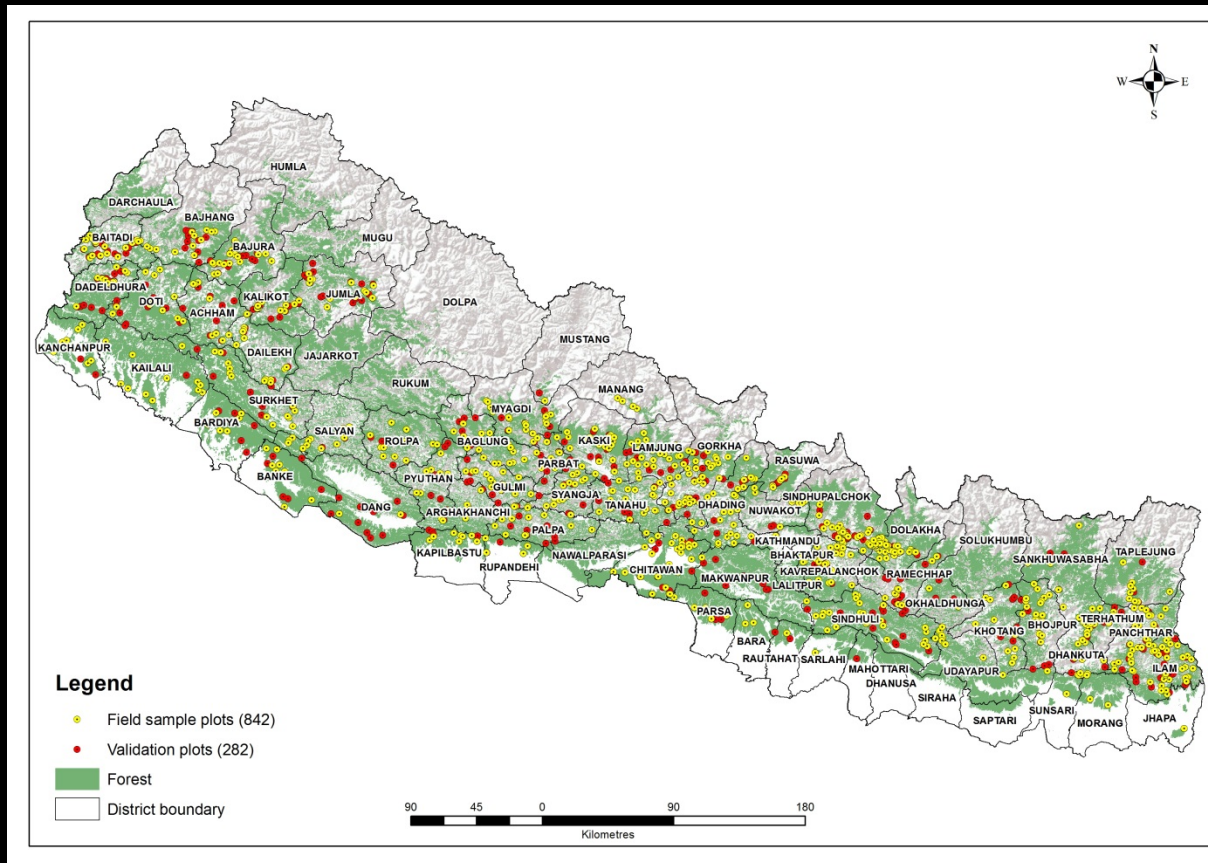 N
W E
S
HUMLA
DARCHAULA
BAJHANG
BAITADI
BAJURA
MUGU
DADELDHURA
DOTI
KALIKOT
JUMLA
DOLPA
ACHHAM
MUSTANG
KANCHANPUR
DAILEKH
JAJARKOT
KAILALI
RUKUM
MANANG
SURKHET
MYAGDI
BARDIYA
SALYAN
ROLPA
BAGLUNG
KASKI
LAMJUNG
GORKHA
RASUWA
BANKE
PYUTHAN
PARBAT
GULMI
SYANGJA
SINDHUPALCHOK
DANG
ARGHAKHANCHI
TANAHU
DHADING
NUWAKOT
DOLAKHA
PALPA
KATHMANDU
SOLUKHUMBU
KAPILBASTU
NAWALPARASI
BHAKTAPUR
SANKHUWASABHA
TAPLEJUNG
RUPANDEHI
CHITAWAN
KAVREPALANCHOK
RAMECHHAP
MAKWANPUR
LALITPUR
OKHALDHUNGA
PARSA
SINDHULI
BHOJPUR
TERHATHUM
BARA
KHOTANG
PANCHTHAR
RAUTAHAT
SARLAHI
DHANKUTA
MAHOTTARI
UDAYAPUR
ILAM
DHANUSA
SIRAHA
SAPTARI
SUNSARI
MORANG
JHAPA
Legend
Field sample plots (842)
Validation plots (282)
Forest
District boundary
90 45 0 90 180
Kilometres